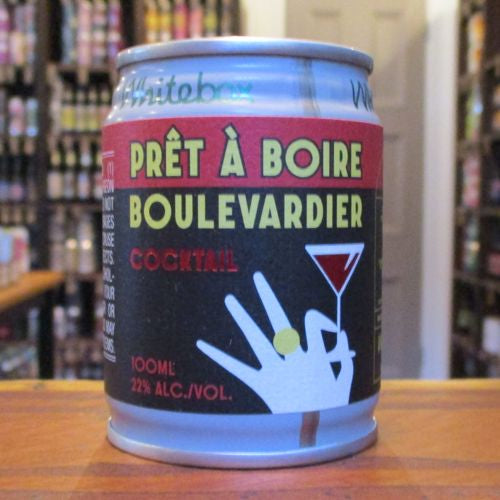 Whitebox
PRÊT À BOIRE
BOULEVARDIER
COCKTAIL
100ML
22% ALC./VOL.